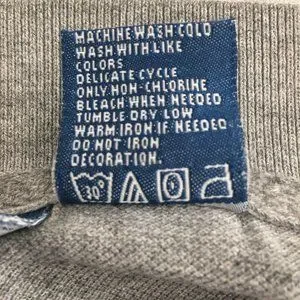 MACHINE WASH COLD
WASH WITH LIKE
COLORS
DELICATE CYCLE
ONLY NON-CHLORINE
BLEACH WHEN NEEDED
TUMBLE DRY LOW
WARM IRON IF NEEDED
DO NOT IRON
DECORATION.
30°